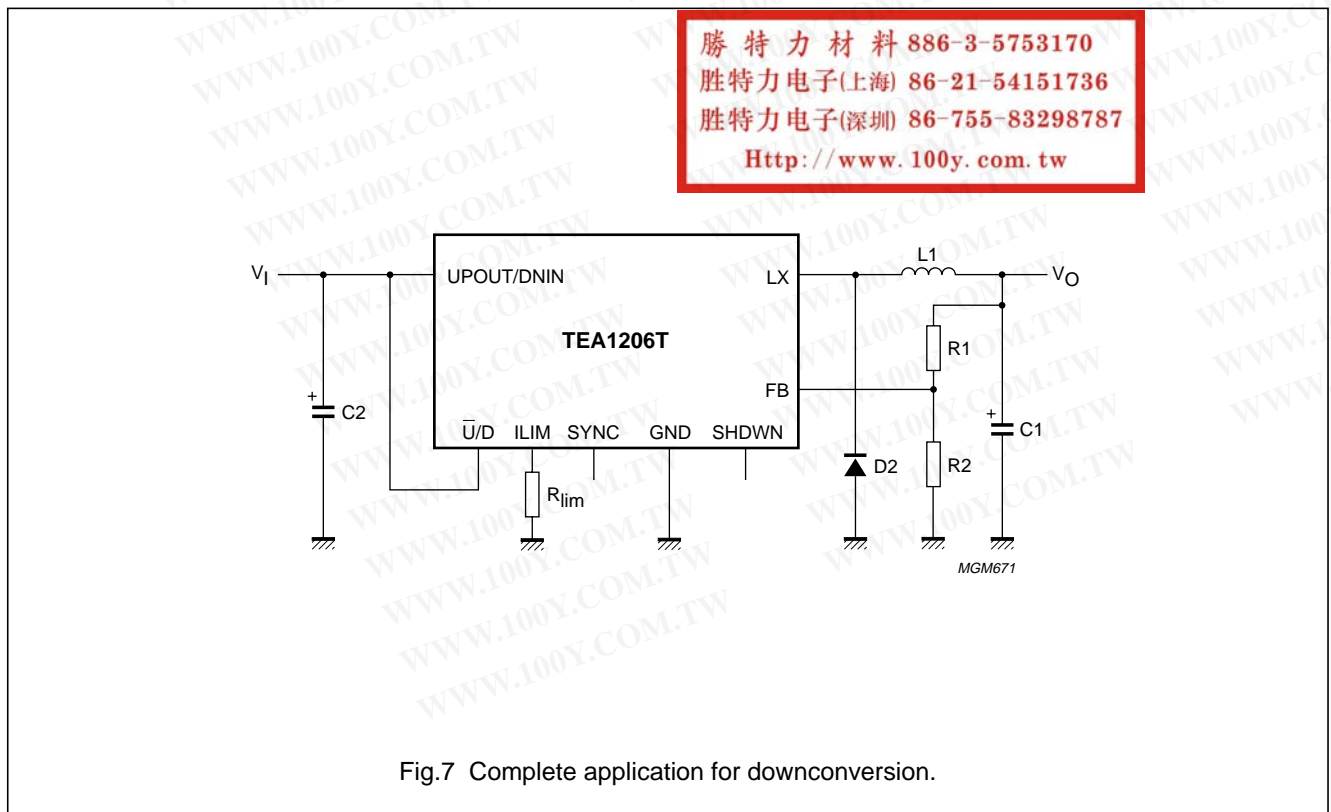 勝特力材料 886-3-5753170
胜特力电子(上海) 86-21-54151736
胜特力电子(深圳) 86-755-83298787
Http://www.100y.com.tw
VI
UPOUT/DNIN
LX
L1
VO
TEA1206T
R1
FB
C2
+
U̅/D ILIM SYNC GND SHDWN
Rlim
D2
R2
+
C1
MGM671
Fig.7 Complete application for downconversion.
WWW.100Y.COM.TW